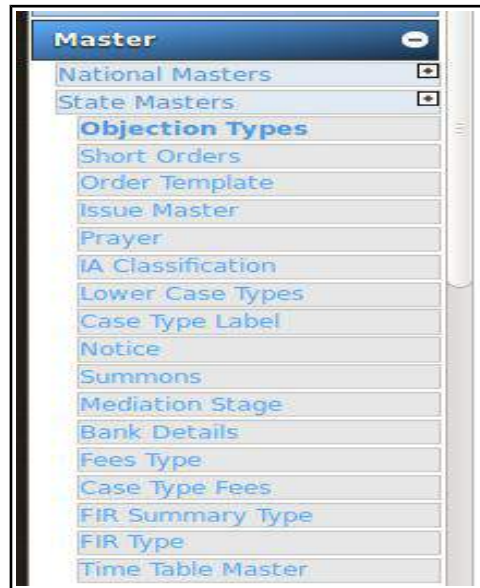 Master
National Masters
State Masters
Objection Types
Short Orders
Order Template
Issue Master
Prayer
IA Classification
Lower Case Types
Case Type Label
Notice
Summons
Mediation Stage
Bank Details
Fees Type
Case Type Fees
FIR Summary Type
FIR Type
Time Table Master